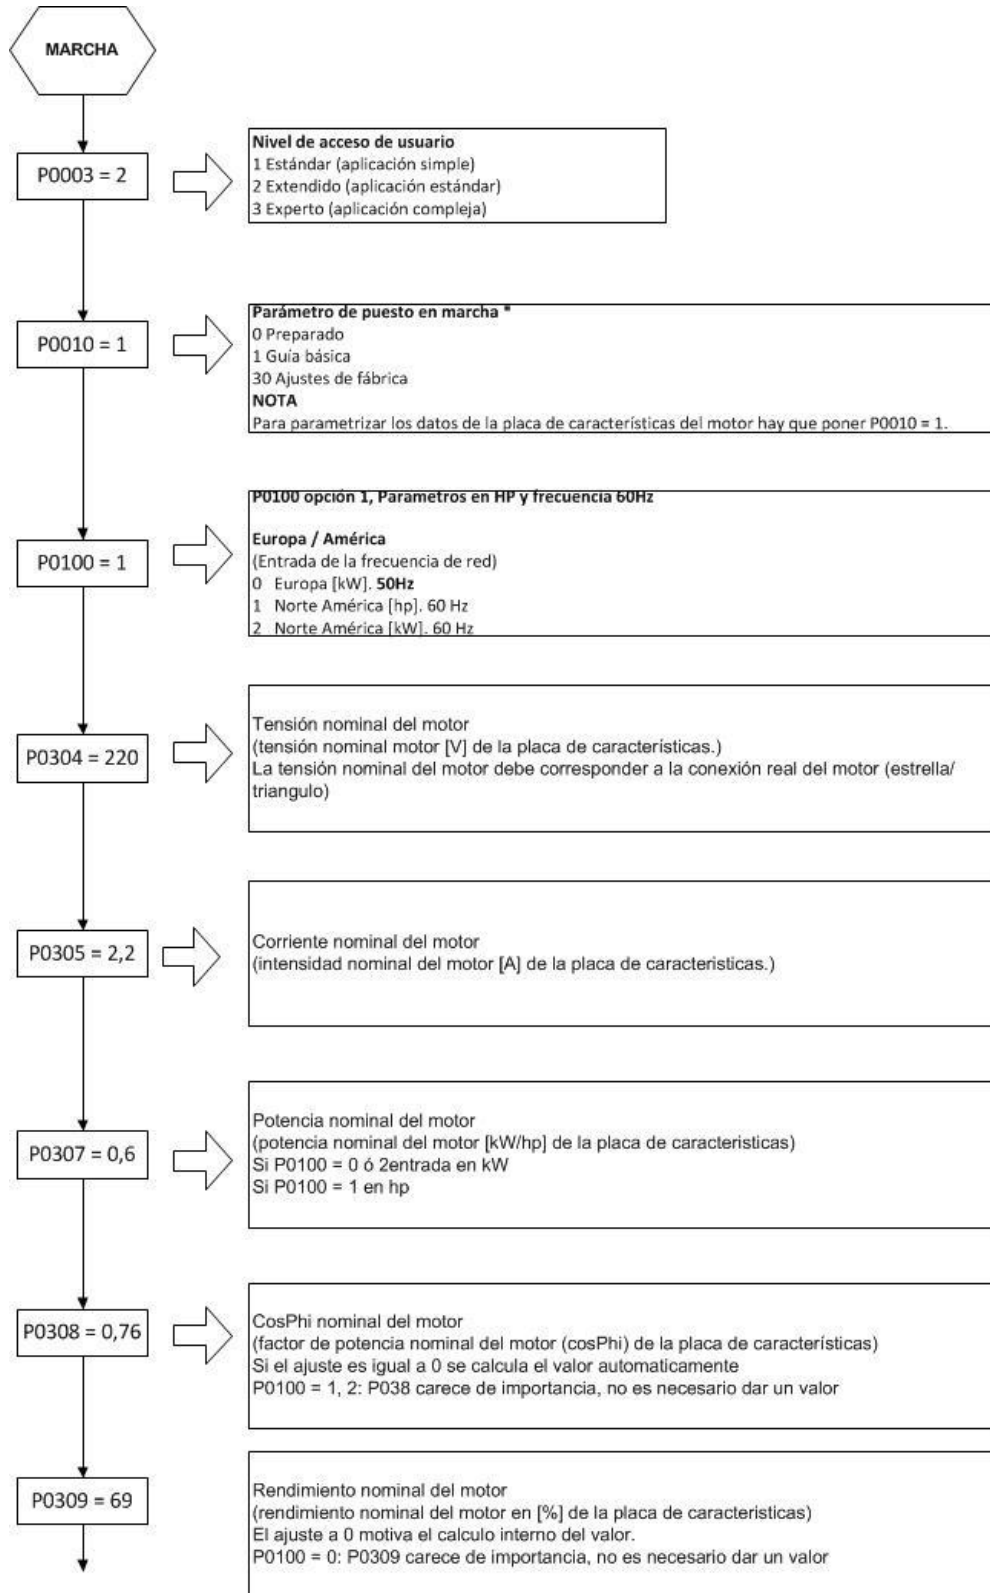 MARCHA
P0003 = 2
Nivel de acceso de usuario
1 Estándar (aplicación simple)
2 Extendido (aplicación estándar)
3 Experto (aplicación compleja)
P0010 = 1
Parámetro de puesto en marcha *
0 Preparado
1 Guía básica
30 Ajustes de fábrica
NOTA
Para parametrizar los datos de la placa de características del motor hay que poner P0010 = 1.
P0100 = 1
P0100 opción 1, Parametros en HP y frecuencia 60Hz
Europa / América
(Entrada de la frecuencia de red)
0 Europa [kW]. 50Hz
1 Norte América [hp]. 60 Hz
2 Norte América [kW]. 60 Hz
P0304 = 220
Tensión nominal del motor
(tensión nominal motor [V] de la placa de características.)
La tensión nominal del motor debe corresponder a la conexión real del motor (estrella/
triangulo)
P0305 = 2,2
Corriente nominal del motor
(intensidad nominal del motor [A] de la placa de caracteristicas.)
P0307 = 0,6
Potencia nominal del motor
(potencia nominal del motor [kW/hp] de la placa de caracteristicas)
Si P0100 = 0 ó 2entrada en kW
Si P0100 = 1 en hp
P0308 = 0,76
CosPhi nominal del motor
(factor de potencia nominal del motor (cosPhi) de la placa de características)
Si el ajuste es igual a 0 se calcula el valor automaticamente
P0100 = 1, 2: P038 carece de importancia, no es necesario dar un valor
P0309 = 69
Rendimiento nominal del motor
(rendimiento nominal del motor en [%] de la placa de caracteristicas)
El ajuste a 0 motiva el calculo interno del valor.
P0100 = 0: P0309 carece de importancia, no es necesario dar un valor